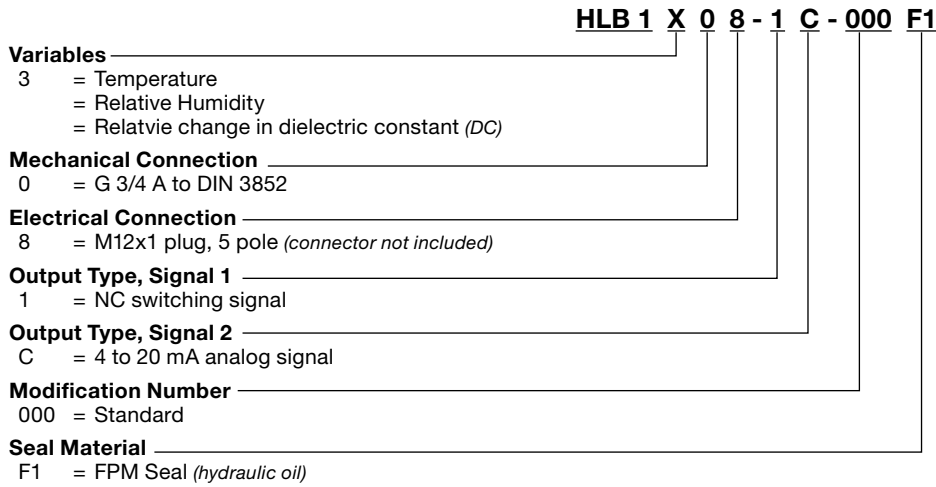 HLB 1 X 0 8 - 1 C - 000 F1
Variables
3 = Temperature
= Relative Humidity
= Relatvie change in dielectric constant (DC)
Mechanical Connection
0 = G 3/4 A to DIN 3852
Electrical Connection
8 = M12x1 plug, 5 pole (connector not included)
Output Type, Signal 1
1 = NC switching signal
Output Type, Signal 2
C = 4 to 20 mA analog signal
Modification Number
000 = Standard
Seal Material
F1 = FPM Seal (hydraulic oil)